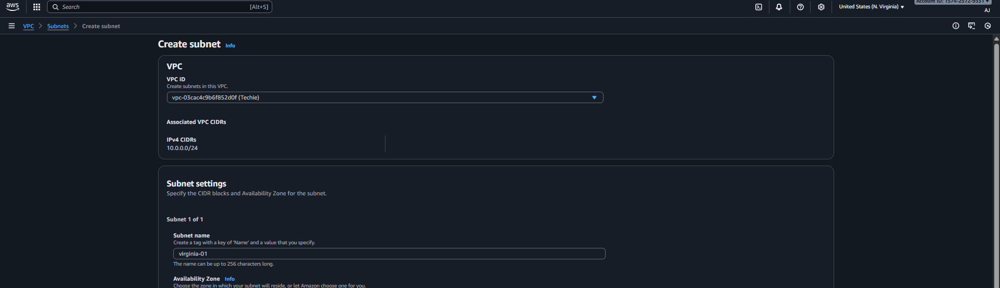 aws
Search [Alt+S]
United States (N. Virginia)
Account ID: 1574-2572-9331
AJ
VPC
Subnets
Create subnet
Create subnet Info
VPC
VPC ID
Create subnets in this VPC.
vpc-03cac4c9b6f852d0f (Techie)
Associated VPC CIDRs
IPv4 CIDRs
10.0.0.0/24
Subnet settings
Specify the CIDR blocks and Availability Zone for the subnet.
Subnet 1 of 1
Subnet name
Create a tag with a key of 'Name' and a value that you specify.
virginia-01
The name can be up to 256 characters long.
Availability Zone Info
Choose the zone in which your subnet will reside, or let Amazon choose one for you.